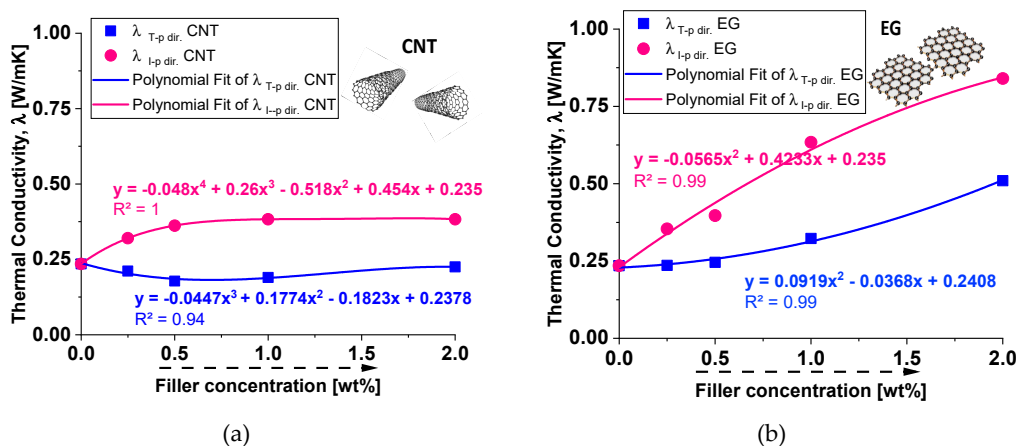 1.00
0.75
0.50
0.25
0.00
Thermal Conductivity, λ [W/mK]
λ T-p dir. CNT
λ I-p dir. CNT
Polynomial Fit of λ T-p dir. CNT
Polynomial Fit of λ I--p dir. CNT
CNT
y = -0.048x⁴ + 0.26x³ - 0.518x² + 0.454x + 0.235
R² = 1
y = -0.0447x³ + 0.1774x² - 0.1823x + 0.2378
R² = 0.94
0.0 0.5 1.0 1.5 2.0
Filler concentration [wt%]
(a)
1.00
0.75
0.50
0.25
0.00
Thermal Conductivity, λ [W/mK]
λ T-p dir. EG
λ I-p dir. EG
Polynomial Fit of λ T-p dir. EG
Polynomial Fit of λ I-p dir. EG
EG
y = -0.0565x² + 0.4233x + 0.235
R² = 0.99
y = 0.0919x² - 0.0368x + 0.2408
R² = 0.99
0.0 0.5 1.0 1.5 2.0
Filler concentration [wt%]
(b)